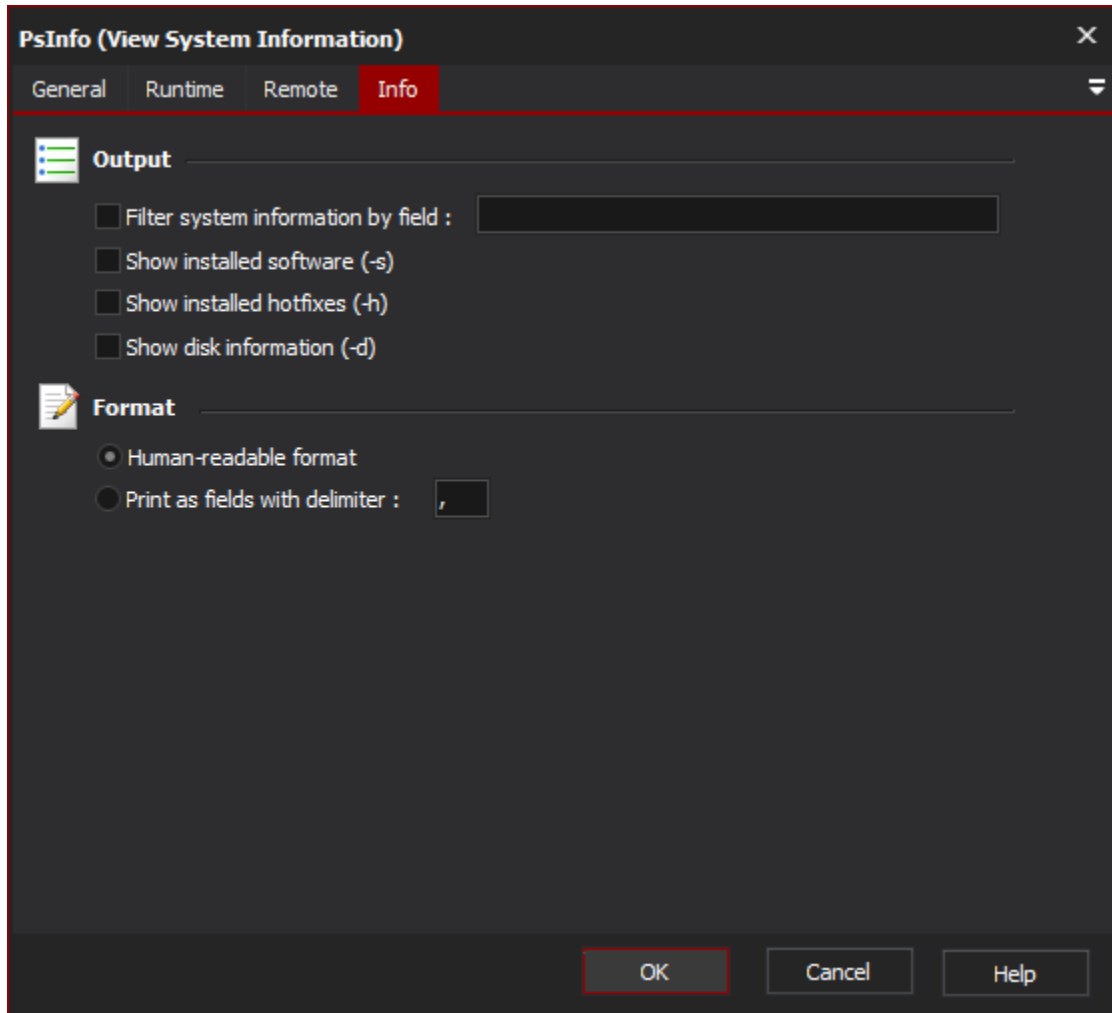 PsInfo (View System Information)
General Runtime Remote Info
Output
Filter system information by field :
Show installed software (-s)
Show installed hotfixes (-h)
Show disk information (-d)
Format
Human-readable format
Print as fields with delimiter : ,
OK Cancel Help